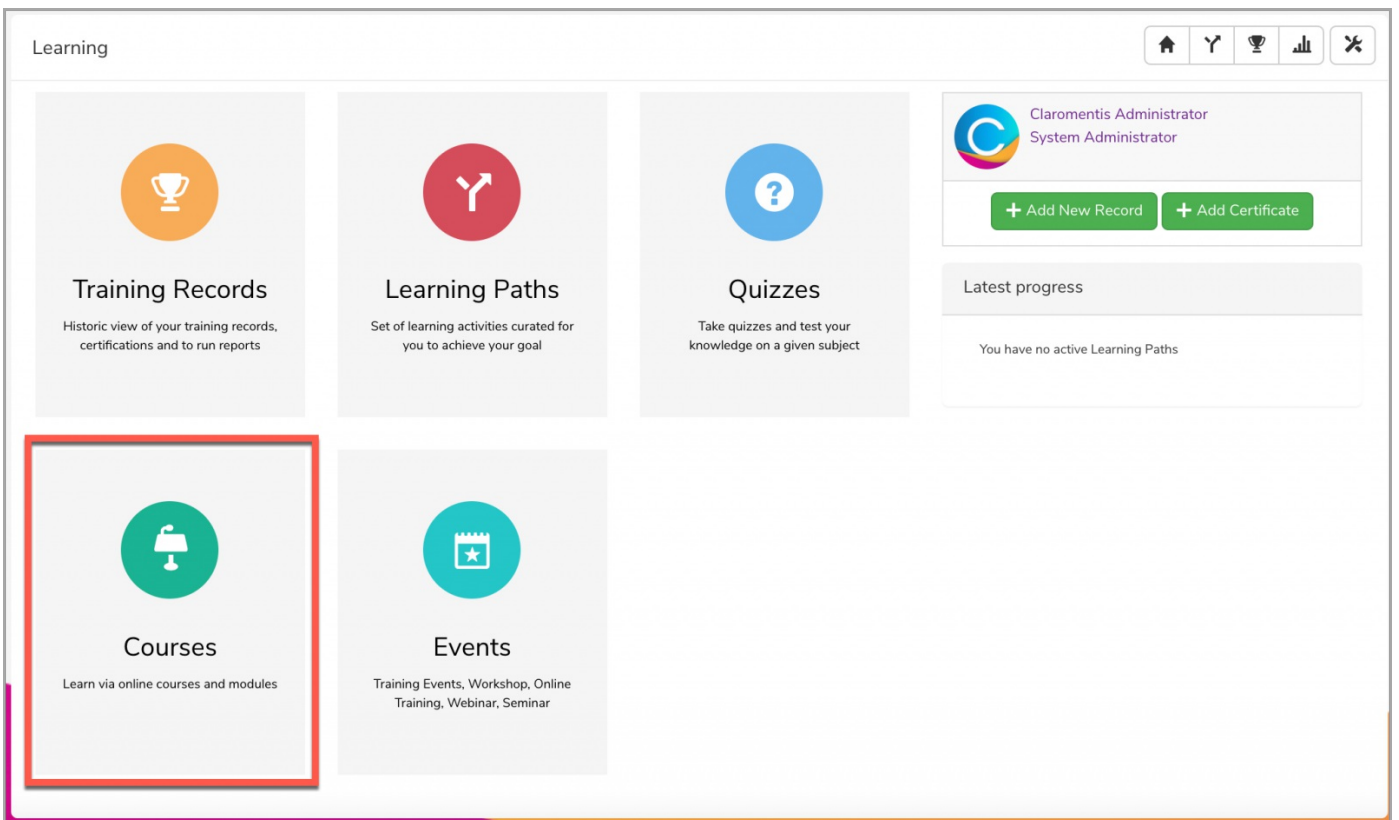 Learning
Training Records
Historic view of your training records,
certifications and to run reports
Learning Paths
Set of learning activities curated for
you to achieve your goal
Quizzes
Take quizzes and test your
knowledge on a given subject
Claromentis Administrator
System Administrator
+ Add New Record
+ Add Certificate
Latest progress
You have no active Learning Paths
Courses
Learn via online courses and modules
Events
Training Events, Workshop, Online
Training, Webinar, Seminar